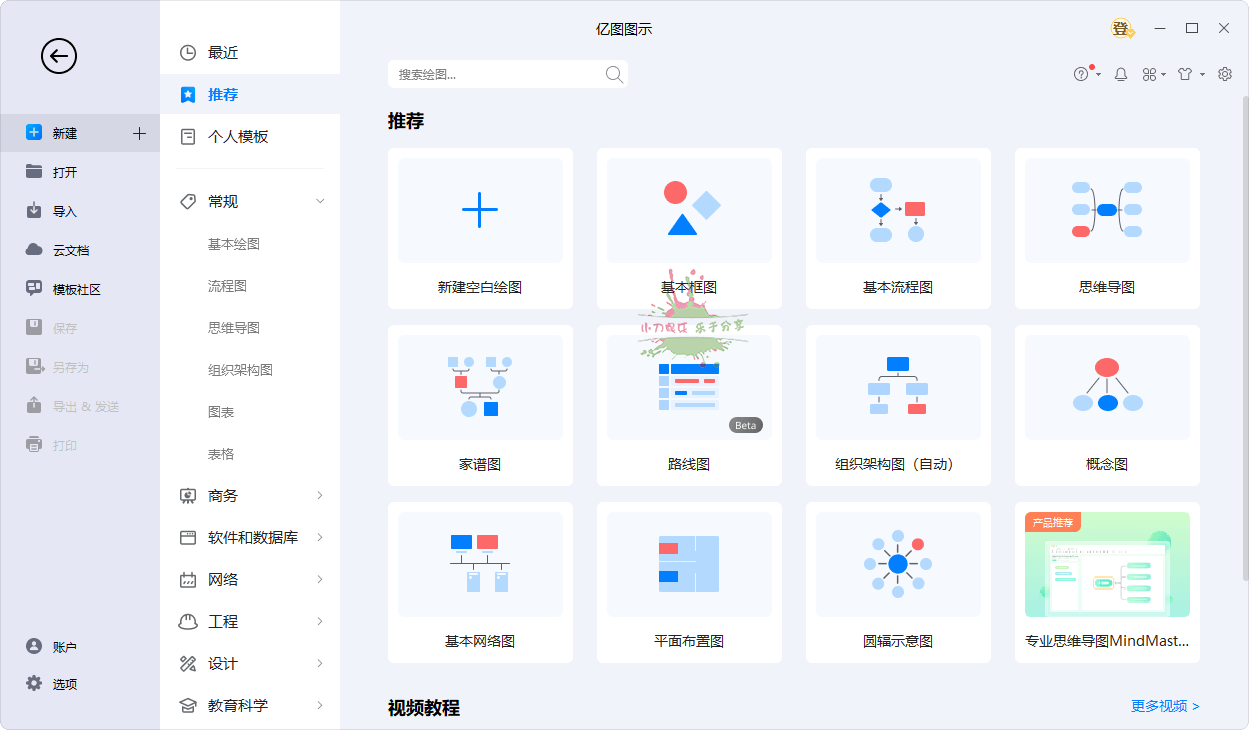 亿图图示
登
新建
打开
导入
云文档
模板社区
保存
另存为
导出 & 发送
打印
账户
选项
最近
推荐
个人模板
常规
基本绘图
流程图
思维导图
组织架构图
图表
表格
商务
软件和数据库
网络
工程
设计
教育科学
搜索绘图...
推荐
新建空白绘图
基本框图
基本流程图
思维导图
小刀娱乐 乐于分享
Beta
家谱图
路线图
组织架构图（自动）
概念图
产品推荐
基本网络图
平面布置图
圆辐示意图
专业思维导图MindMast...
视频教程
更多视频 >